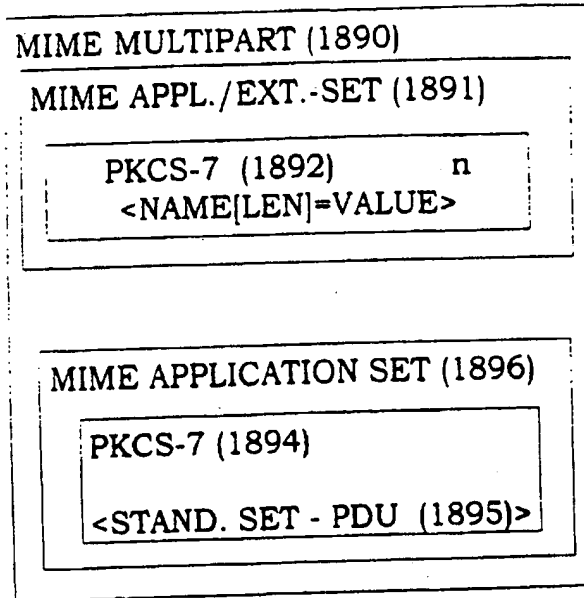 MIME MULTIPART (1890)
MIME APPL./EXT.-SET (1891)
PKCS-7 (1892) n
<NAME[LEN]=VALUE>
MIME APPLICATION SET (1896)
PKCS-7 (1894)
<STAND. SET - PDU (1895)>